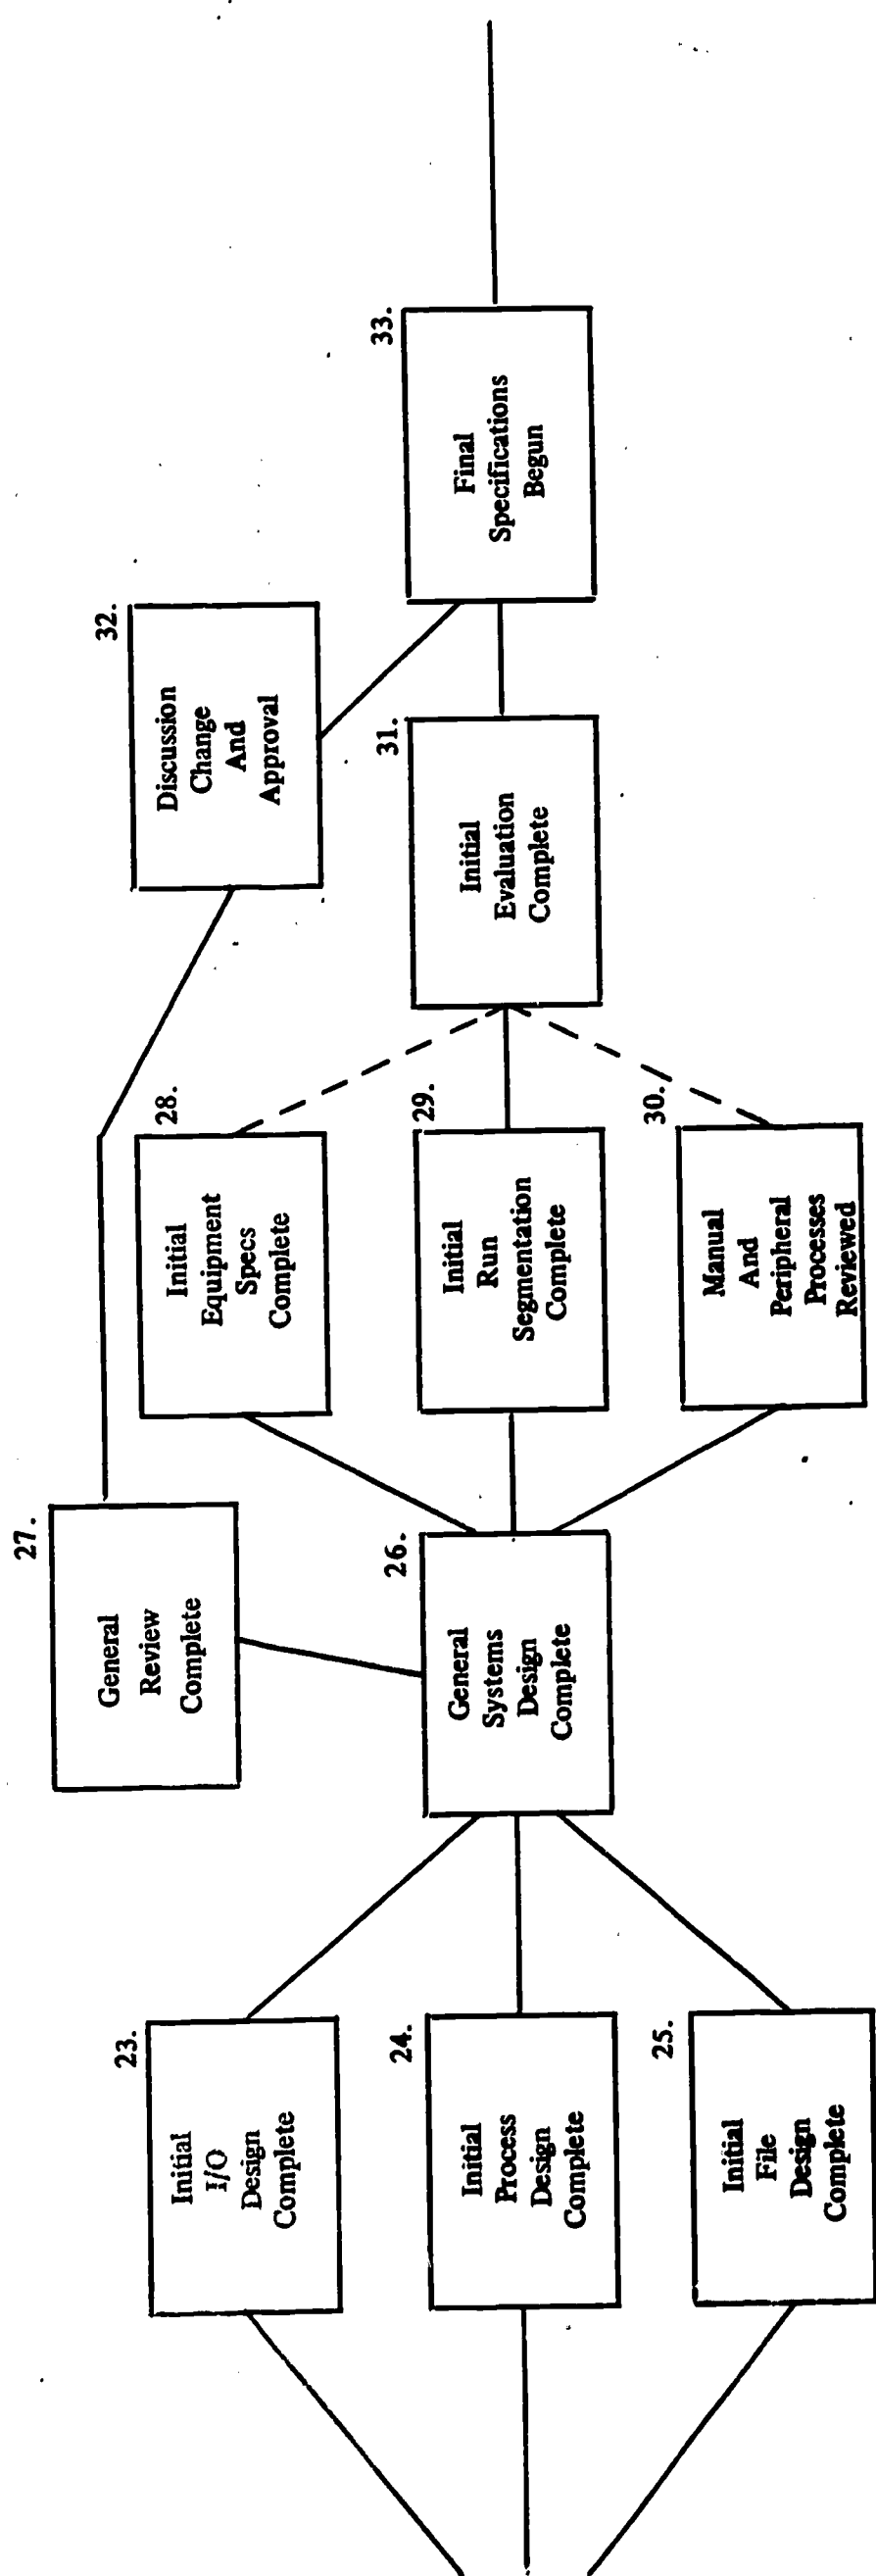 23.
Initial
I/O
Design
Complete
24.
Initial
Process
Design
Complete
25.
Initial
File
Design
Complete
26.
General
Systems
Design
Complete
27.
General
Review
Complete
28.
Initial
Equipment
Specs
Complete
29.
Initial
Run
Segmentation
Complete
30.
Manual
And
Peripheral
Processes
Reviewed
31.
Initial
Evaluation
Complete
32.
Discussion
Change
And
Approval
33.
Final
Specifications
Begun